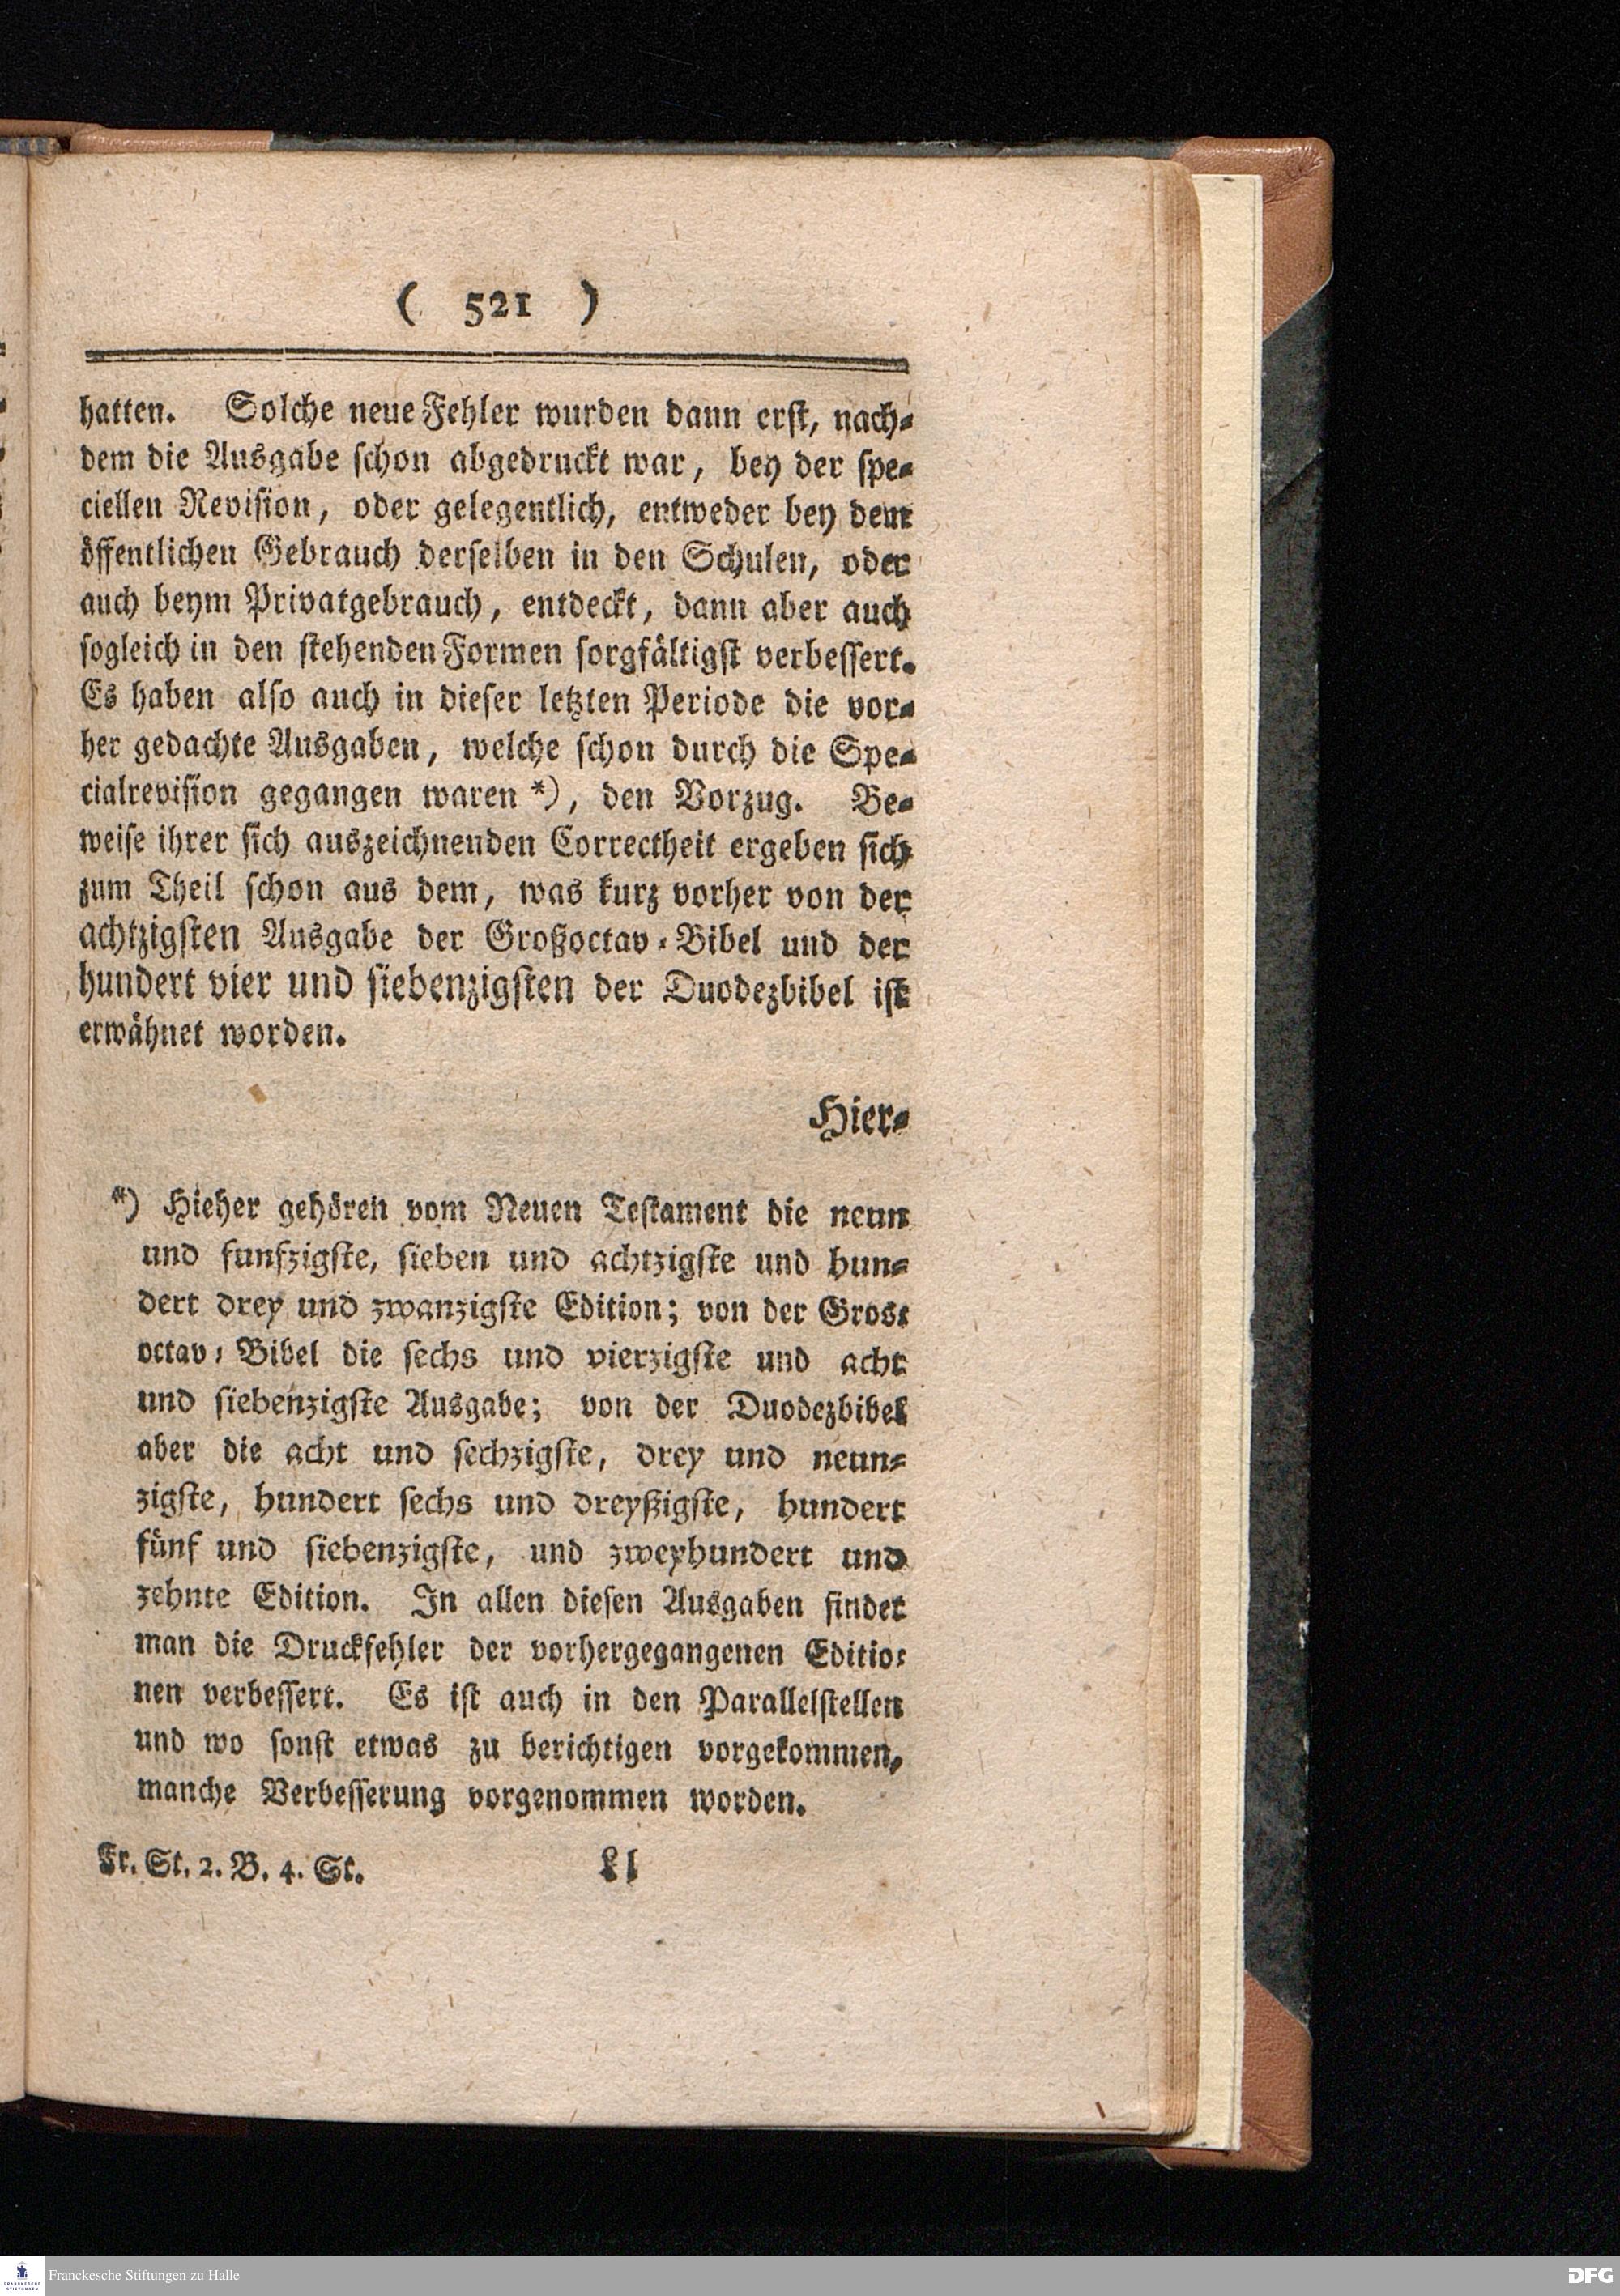 ( 521 )
hatten. Solche neue Fehler wurden dann erst, nach-
dem die Ausgabe schon abgedruckt war, bey der spe-
ciellen Revision, oder gelegentlich, entweder bey dem
öffentlichen Gebrauch derselben in den Schulen, oder
auch beym Privatgebrauch, entdeckt, dann aber auch
sogleich in den stehenden Formen sorgfältigst verbessert.
Es haben also auch in dieser letzten Periode die vor-
her gedachte Ausgaben, welche schon durch die Spe-
cialrevision gegangen waren *), den Vorzug. Be-
weise ihrer sich auszeichnenden Correctheit ergeben sich
zum Theil schon aus dem, was kurz vorher von der
achtzigsten Ausgabe der Großoctav-Bibel und der
hundert vier und siebenzigsten der Duodezbibel ist
erwähnet worden.
Hier-
*) Hieher gehören vom Neuen Testament die neun
und funfzigste, sieben und achtzigste und hun-
dert drey und zwanzigste Edition; von der Gros-
octav-Bibel die sechs und vierzigste und acht
und siebenzigste Ausgabe; von der Duodezbibel
aber die acht und sechzigste, drey und neun-
zigste, hundert sechs und dreyßigste, hundert
fünf und siebenzigste, und zweyhundert und
zehnte Edition. In allen diesen Ausgaben findet
man die Druckfehler der vorhergegangenen Editio-
nen verbessert. Es ist auch in den Parallelstellen
und wo sonst etwas zu berichtigen vorgekommen,
manche Verbesserung vorgenommen worden.
Fr. St. 2. B. 4. St. Ll
FRANCKESCHE STIFTUNGEN
Franckesche Stiftungen zu Halle
DFG